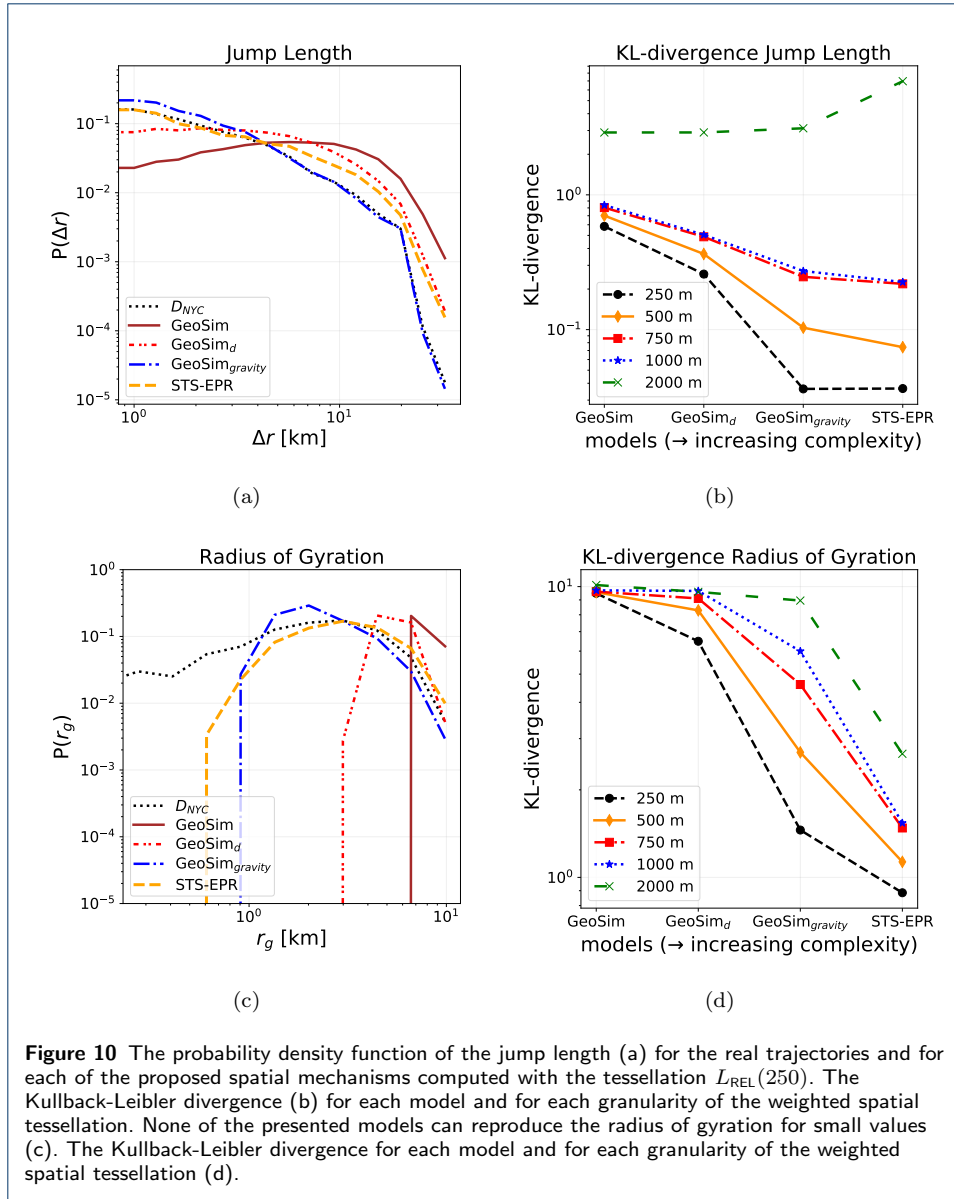 Jump Length
P(Δr)
10⁻¹
10⁻²
10⁻³
10⁻⁴
10⁻⁵
D_NYC
GeoSim
GeoSim_d
GeoSim_gravity
STS-EPR
10⁰
10¹
Δr [km]
(a)
KL-divergence Jump Length
KL-divergence
10⁰
10⁻¹
250 m
500 m
750 m
1000 m
2000 m
GeoSim GeoSim_d GeoSim_gravity STS-EPR
models (→ increasing complexity)
(b)
Radius of Gyration
P(r_g)
10⁰
10⁻¹
10⁻²
10⁻³
10⁻⁴
10⁻⁵
D_NYC
GeoSim
GeoSim_d
GeoSim_gravity
STS-EPR
10⁰
10¹
r_g [km]
(c)
KL-divergence Radius of Gyration
KL-divergence
10¹
10⁰
250 m
500 m
750 m
1000 m
2000 m
GeoSim GeoSim_d GeoSim_gravity STS-EPR
models (→ increasing complexity)
(d)
Figure 10 The probability density function of the jump length (a) for the real trajectories and for
each of the proposed spatial mechanisms computed with the tessellation L_REL(250). The
Kullback-Leibler divergence (b) for each model and for each granularity of the weighted spatial
tessellation. None of the presented models can reproduce the radius of gyration for small values
(c). The Kullback-Leibler divergence for each model and for each granularity of the weighted
spatial tessellation (d).